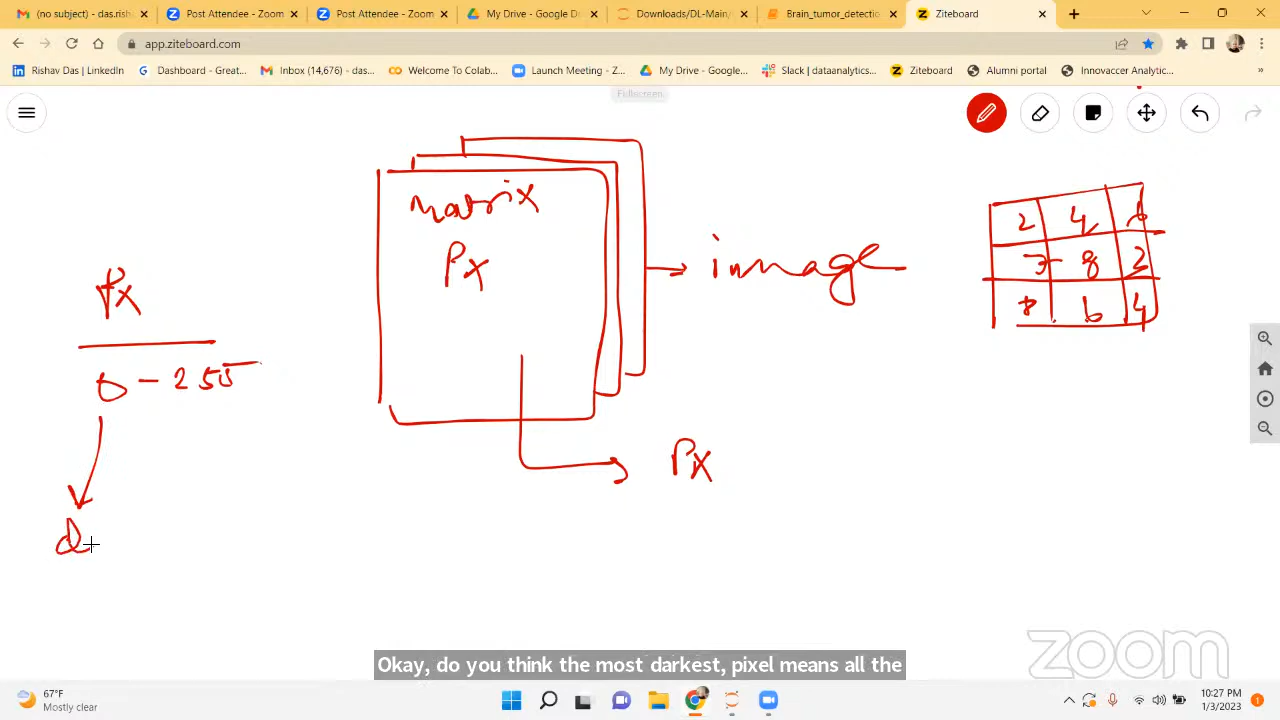 (no subject) - das.rish
Post Attendee - Zoom
Post Attendee - Zoom
My Drive - Google D
Downloads/DL-Main/
Brain_tumor_detectio
Ziteboard
app.ziteboard.com
Rishav Das | LinkedIn
Dashboard - Great...
Inbox (14,676) - das...
Welcome To Colab...
Launch Meeting - Z...
My Drive - Google...
Slack | dataanalytics...
Ziteboard
Alumni portal
Innovaccer Analytic...
Fullscreen.
matrix
Px
image
Px
0 - 255
d
Px
2 4
8 3
6 4
Okay, do you think the most darkest, pixel means all the
zoom
67°F
Mostly clear
10:27 PM
1/3/2023
1